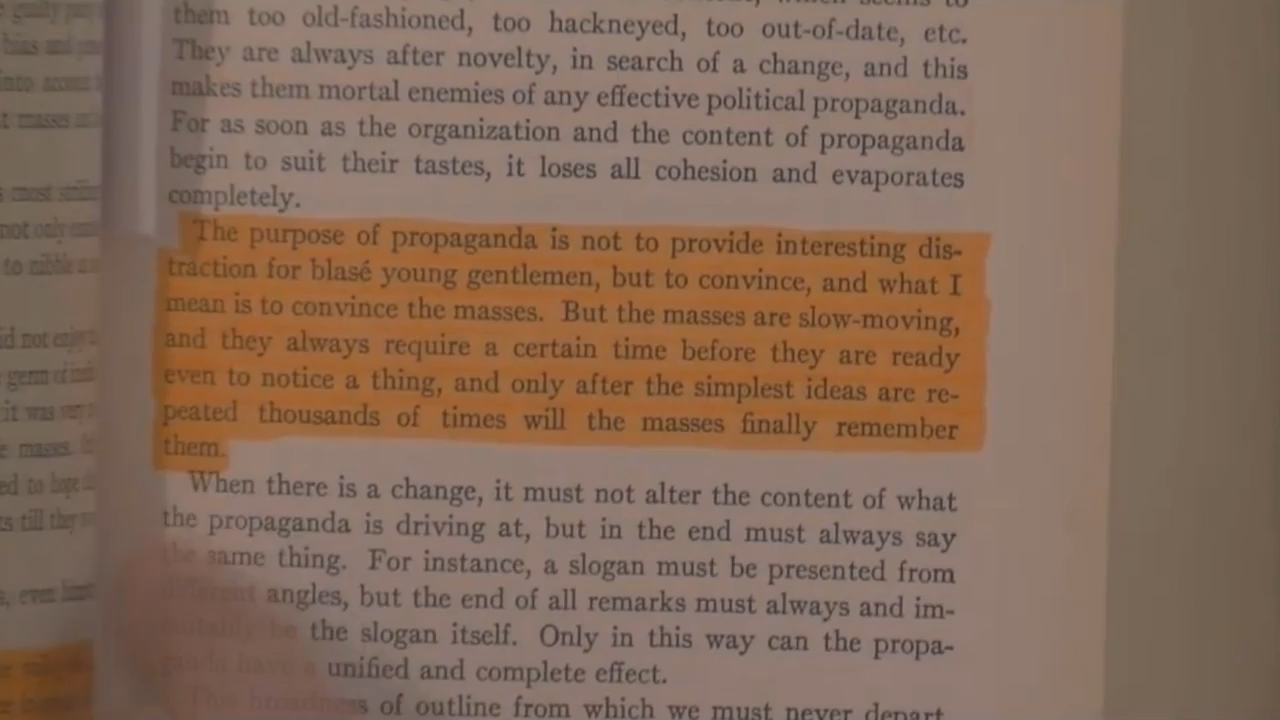 them too old-fashioned, too hackneyed, too out-of-date, etc.
They are always after novelty, in search of a change, and this
makes them mortal enemies of any effective political propaganda.
For as soon as the organization and the content of propaganda
begin to suit their tastes, it loses all cohesion and evaporates
completely.
The purpose of propaganda is not to provide interesting dis-
traction for blasé young gentlemen, but to convince, and what I
mean is to convince the masses. But the masses are slow-moving,
and they always require a certain time before they are ready
even to notice a thing, and only after the simplest ideas are re-
peated thousands of times will the masses finally remember
them.
When there is a change, it must not alter the content of what
the propaganda is driving at, but in the end must always say
the same thing. For instance, a slogan must be presented from
different angles, but the end of all remarks must always and im-
mutably be the slogan itself. Only in this way can the propa-
ganda have a unified and complete effect.
This broadness of outline from which we must never depart